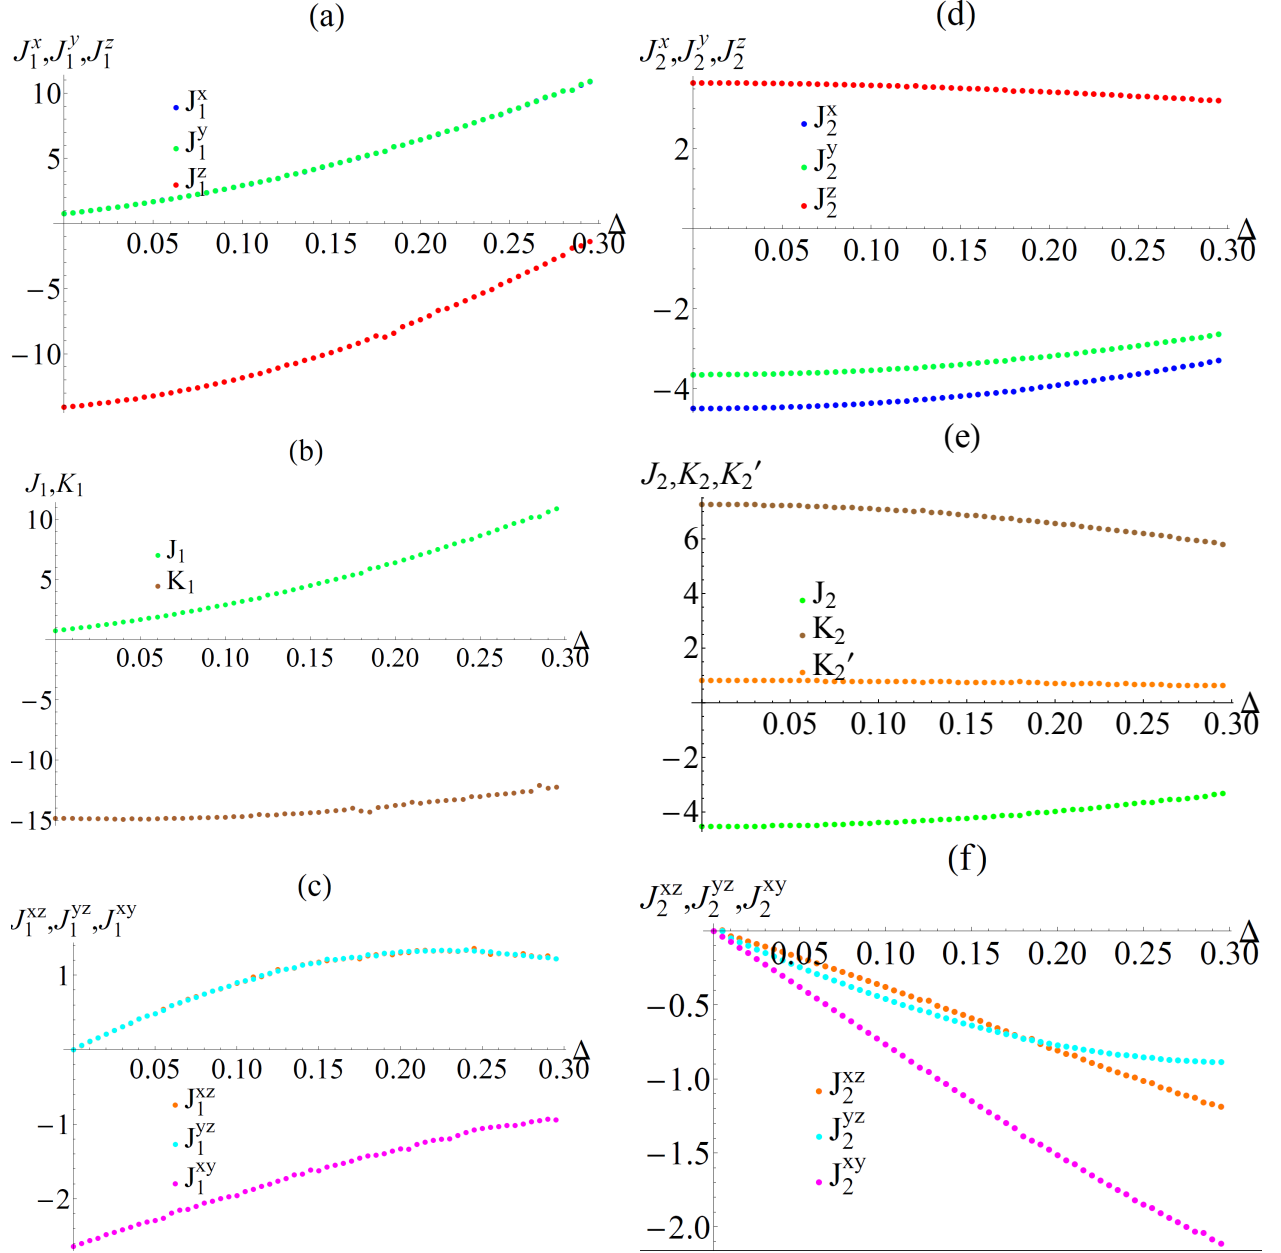 (a)
J₁ˣ,J₁ʸ,J₁ᶻ
10
5
−5
−10
J₁ˣ
J₁ʸ
J₁ᶻ
0.05 0.10 0.15 0.20 0.25 0.30
Δ
(b)
J₁,K₁
10
5
−5
−10
−15
J₁
K₁
0.05 0.10 0.15 0.20 0.25 0.30
Δ
(c)
J₁ˣᶻ,J₁ʸᶻ,J₁ˣʸ
1
−1
−2
0.05 0.10 0.15 0.20 0.25 0.30
Δ
J₁ˣᶻ
J₁ʸᶻ
J₁ˣʸ
(d)
J₂ˣ,J₂ʸ,J₂ᶻ
2
−2
−4
J₂ˣ
J₂ʸ
J₂ᶻ
0.05 0.10 0.15 0.20 0.25 0.30
Δ
(e)
J₂,K₂,K₂′
6
4
2
−2
−4
J₂
K₂
K₂′
0.05 0.10 0.15 0.20 0.25 0.30
Δ
(f)
J₂ˣᶻ,J₂ʸᶻ,J₂ˣʸ
0.05 0.10 0.15 0.20 0.25 0.30
Δ
−0.5
−1.0
−1.5
−2.0
J₂ˣᶻ
J₂ʸᶻ
J₂ˣʸ